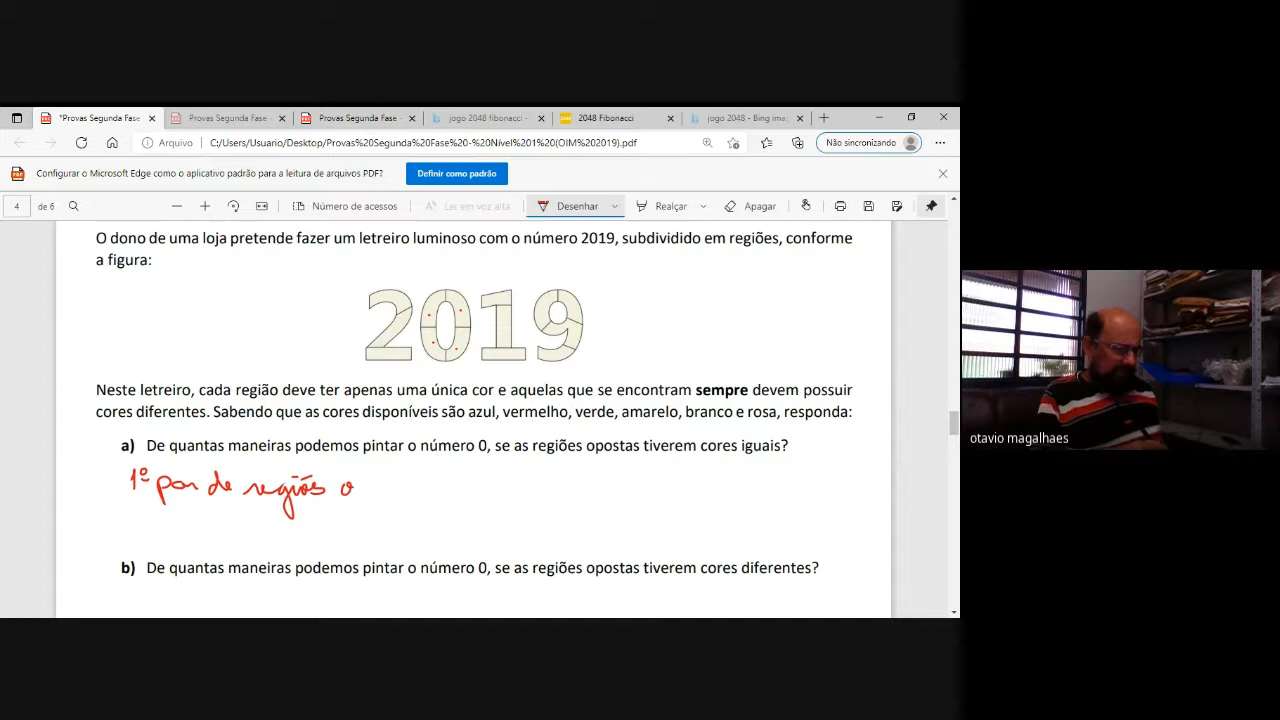 *Provas Segunda Fase
Provas Segunda Fase -
Provas Segunda Fase -
jogo 2048 fibonacci -
2048 Fibonacci
jogo 2048 - Bing imag
Arquivo
C:/Users/Usuario/Desktop/Provas%20Segunda%20Fase%20-%20Nível%201%20(OIM%202019).pdf
Não sincronizando
Configurar o Microsoft Edge como o aplicativo padrão para a leitura de arquivos PDF?
Definir como padrão
4 de 6
Número de acessos
Ler em voz alta
Desenhar
Realçar
Apagar
O dono de uma loja pretende fazer um letreiro luminoso com o número 2019, subdividido em regiões, conforme
a figura:
2019
Neste letreiro, cada região deve ter apenas uma única cor e aquelas que se encontram sempre devem possuir
cores diferentes. Sabendo que as cores disponíveis são azul, vermelho, verde, amarelo, branco e rosa, responda:
a) De quantas maneiras podemos pintar o número 0, se as regiões opostas tiverem cores iguais?
1º par de regiões o
b) De quantas maneiras podemos pintar o número 0, se as regiões opostas tiverem cores diferentes?
otavio magalhaes